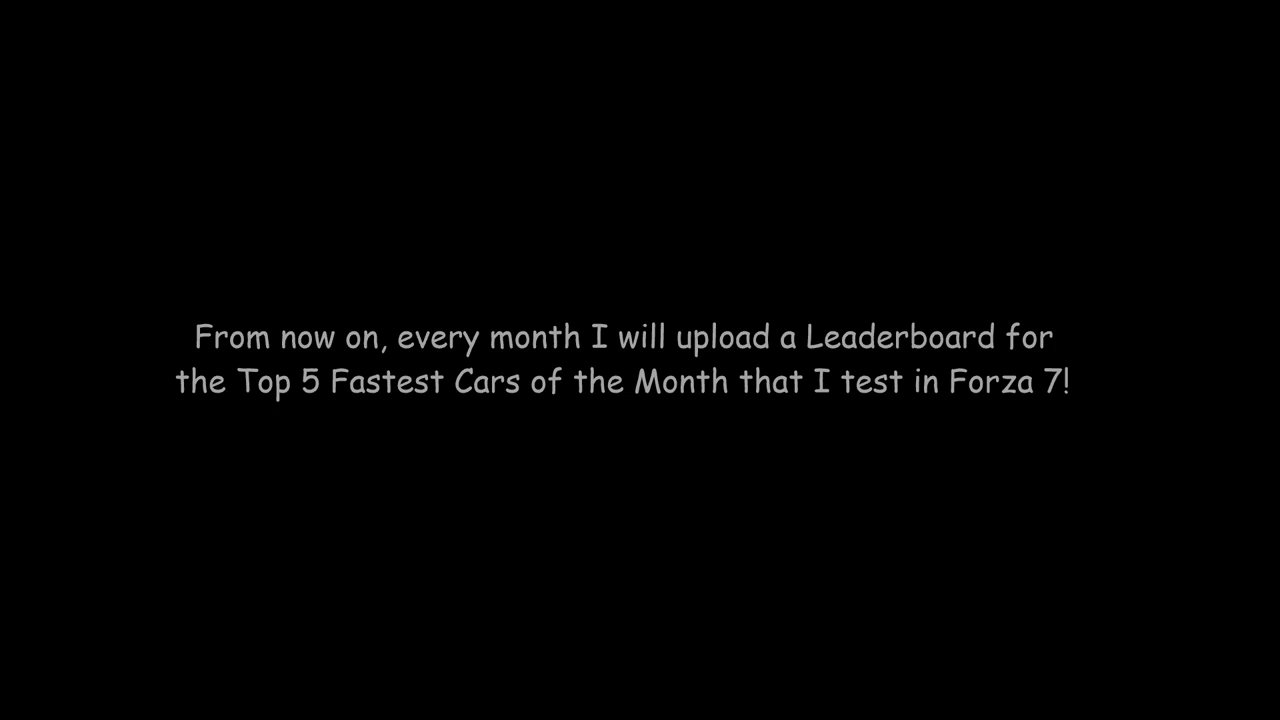 From now on, every month I will upload a Leaderboard for
the Top 5 Fastest Cars of the Month that I test in Forza 7!